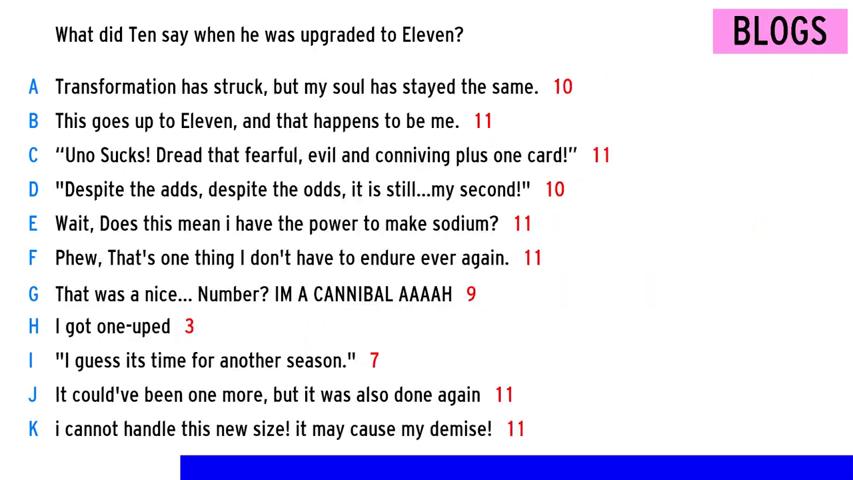 What did Ten say when he was upgraded to Eleven?
BLOGS
A Transformation has struck, but my soul has stayed the same. 10
B This goes up to Eleven, and that happens to be me. 11
C “Uno Sucks! Dread that fearful, evil and conniving plus one card!” 11
D "Despite the adds, despite the odds, it is still...my second!" 10
E Wait, Does this mean i have the power to make sodium? 11
F Phew, That's one thing I don't have to endure ever again. 11
G That was a nice... Number? IM A CANNIBAL AAAAH 9
H I got one-uped 3
I "I guess its time for another season." 7
J It could've been one more, but it was also done again 11
K i cannot handle this new size! it may cause my demise! 11